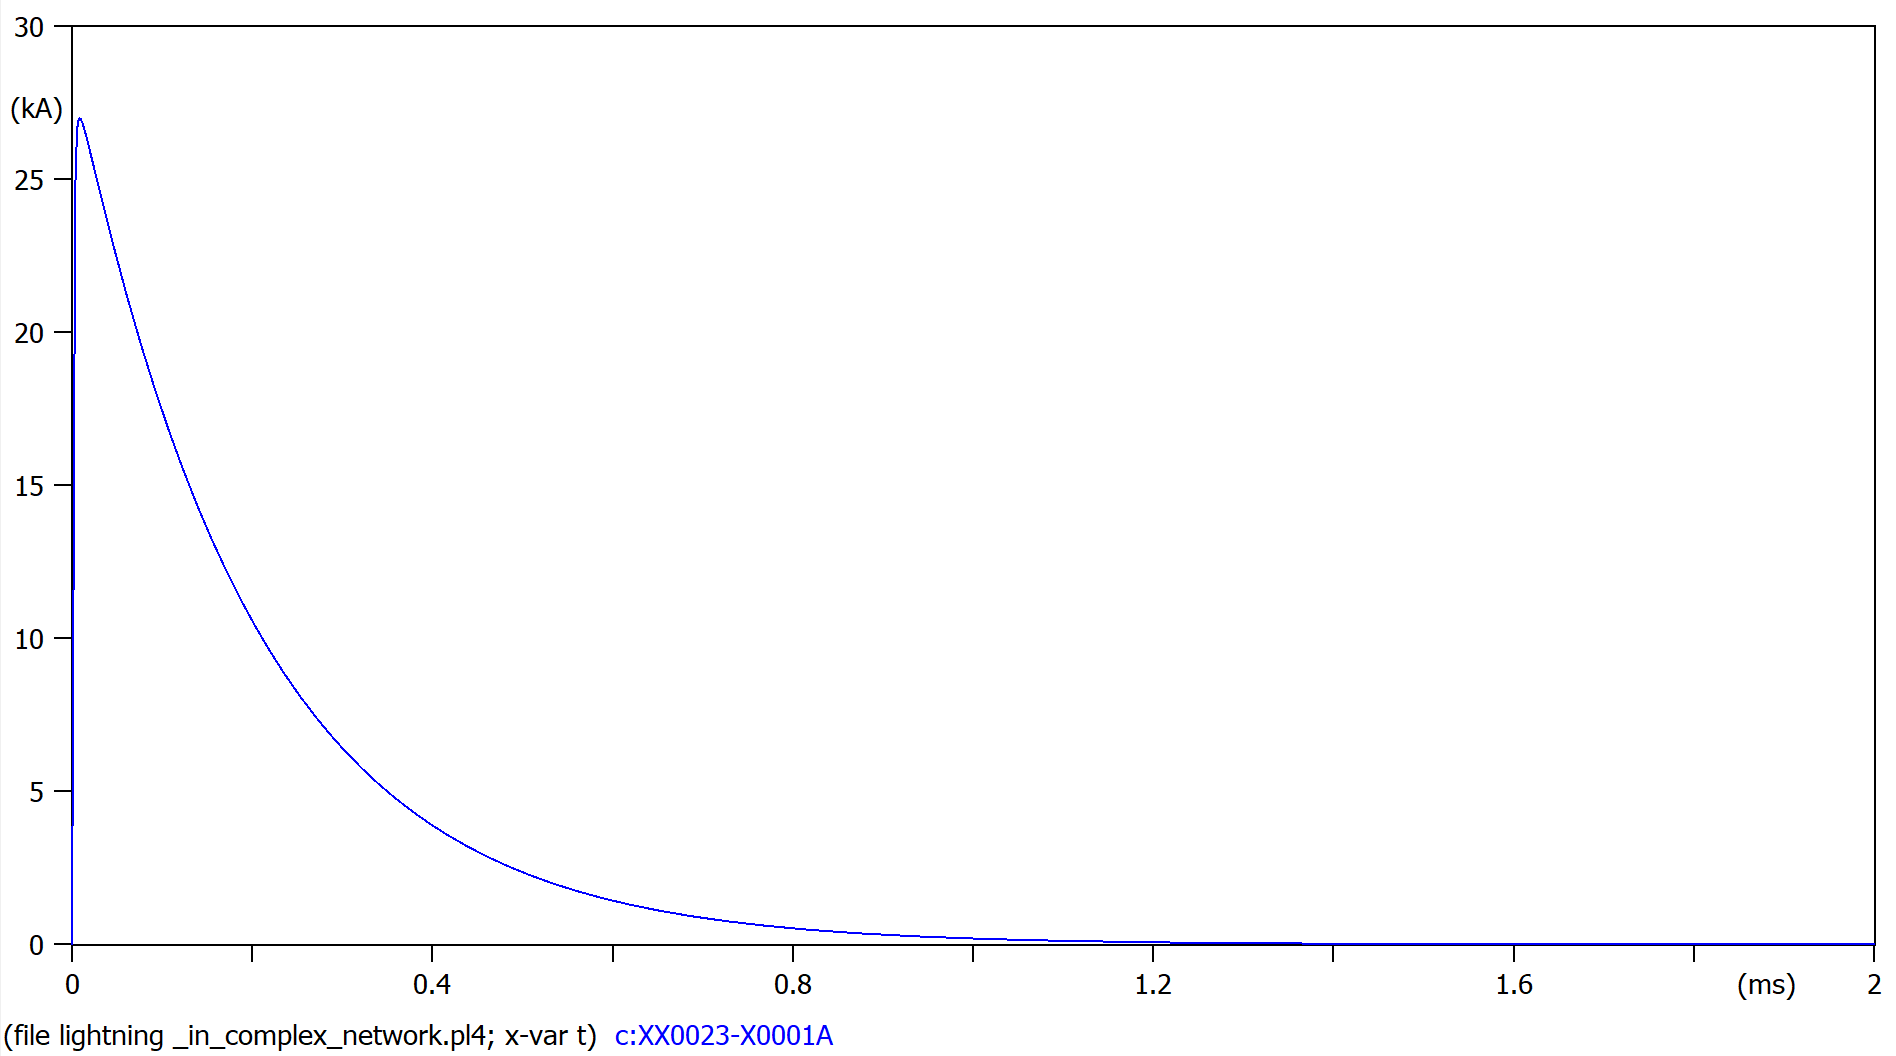 30
(kA)
25
20
15
10
5
0
0 0.4 0.8 1.2 1.6 (ms) 2
(file lightning _in_complex_network.pl4; x-var t) c:XX0023-X0001A